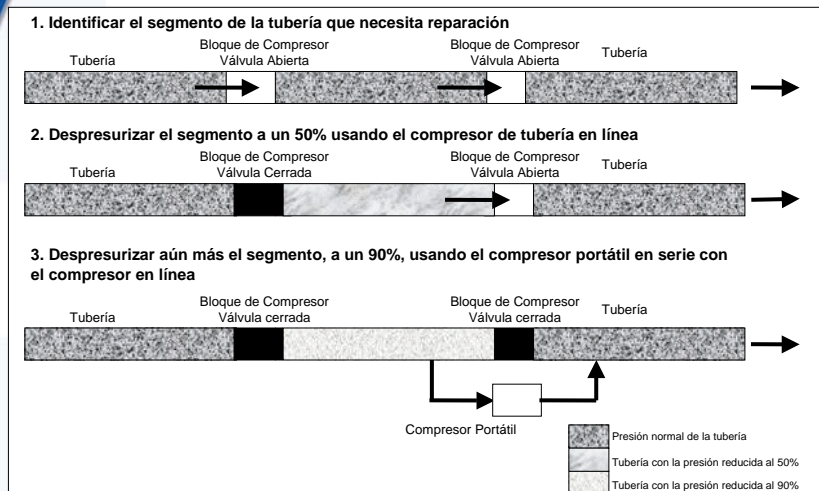 1. Identificar el segmento de la tubería que necesita reparación
Tubería
Bloque de Compresor
Válvula Abierta
Bloque de Compresor
Válvula Abierta
Tubería
2. Despresurizar el segmento a un 50% usando el compresor de tubería en línea
Tubería
Bloque de Compresor
Válvula Cerrada
Bloque de Compresor
Válvula Abierta
Tubería
3. Despresurizar aún más el segmento, a un 90%, usando el compresor portátil en serie con
el compresor en línea
Tubería
Bloque de Compresor
Válvula cerrada
Bloque de Compresor
Válvula cerrada
Tubería
Compresor Portátil
Presión normal de la tubería
Tubería con la presión reducida al 50%
Tubería con la presión reducida al 90%